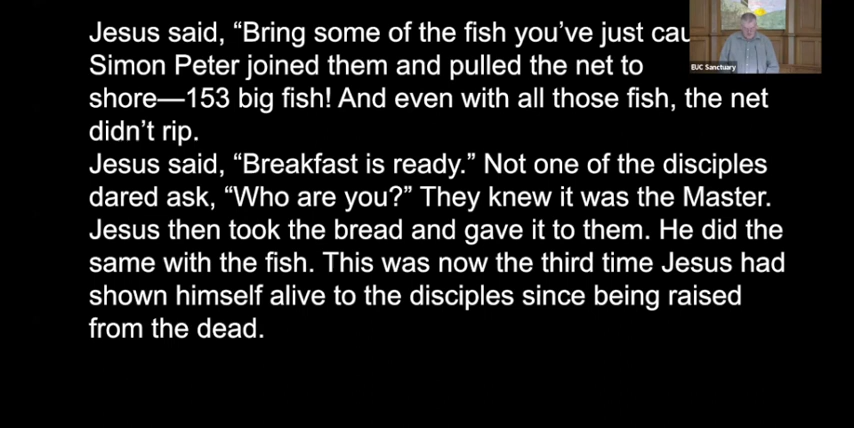 Jesus said, “Bring some of the fish you’ve just
Simon Peter joined them and pulled the net to
shore—153 big fish! And even with all those fish, the net
didn’t rip.
Jesus said, “Breakfast is ready.” Not one of the disciples
dared ask, “Who are you?” They knew it was the Master.
Jesus then took the bread and gave it to them. He did the
same with the fish. This was now the third time Jesus had
shown himself alive to the disciples since being raised
from the dead.
EUC Sanctuary